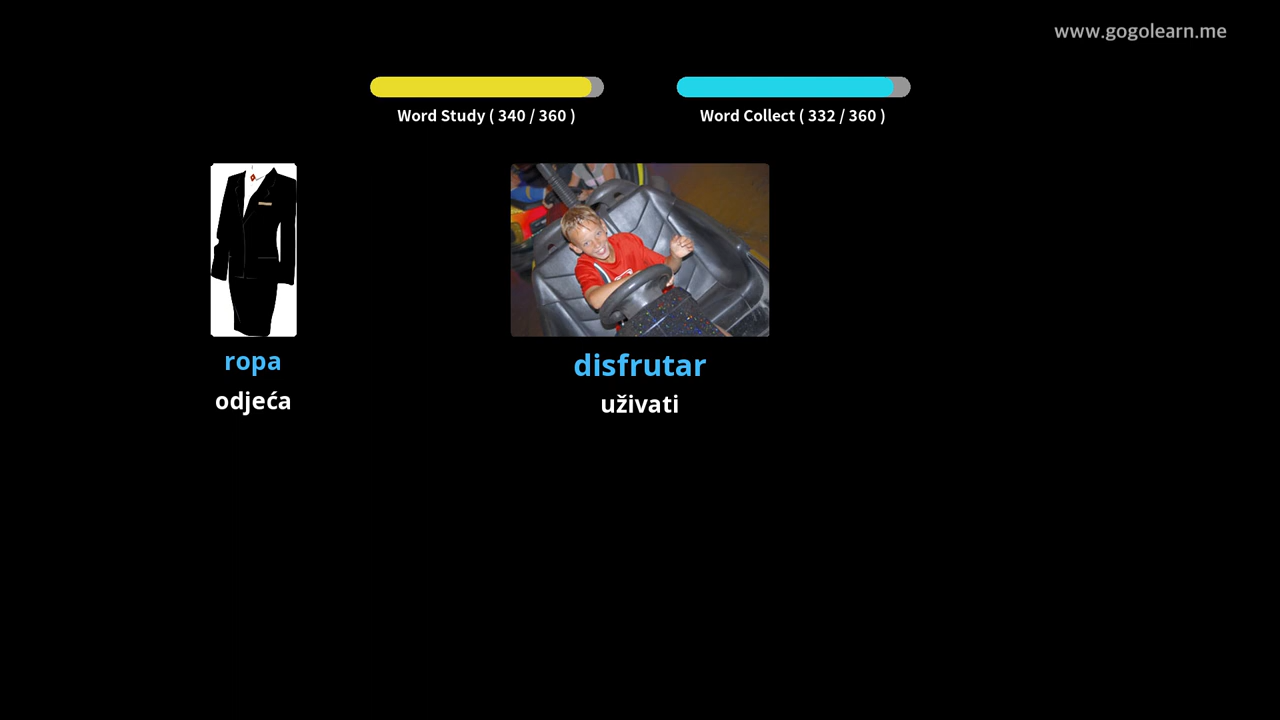 www.gogolearn.me
Word Study ( 340 / 360 )
Word Collect ( 332 / 360 )
ropa
odjeća
disfrutar
uživati